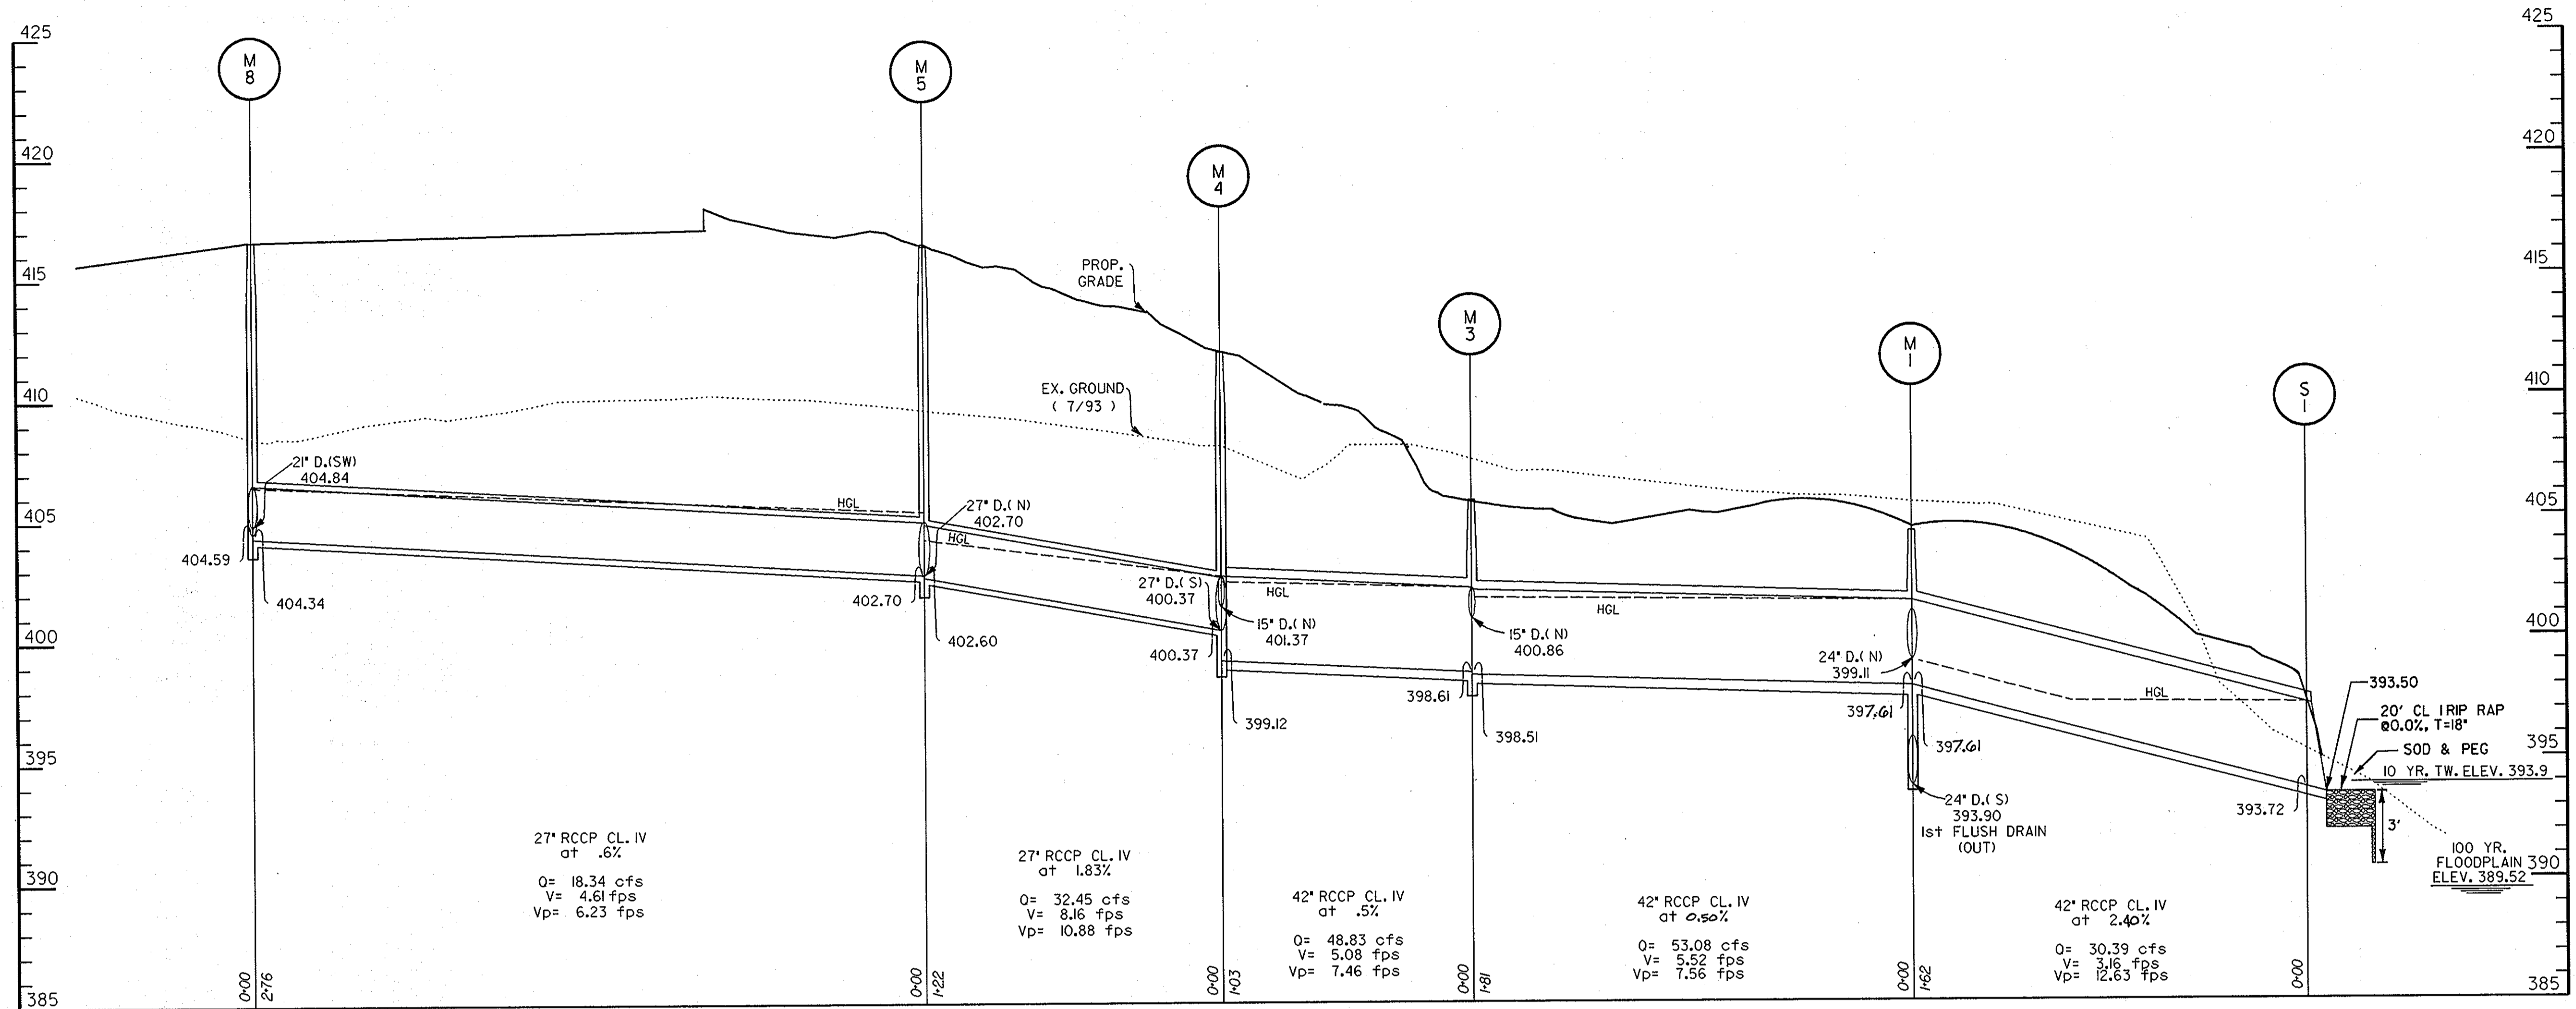 425
420
415
410
405
400
395
390
385
M
8
M
5
M
4
M
3
M
1
S
1
PROP.
GRADE
EX. GROUND
( 7/93 )
21" D.(SW)
404.84
404.59
404.34
HGL
27" D.( N)
402.70
HGL
402.70
402.60
27" D.( S)
400.37
15" D.( N)
401.37
400.37
399.12
HGL
15" D.( N)
400.86
398.61
398.51
HGL
24" D.( N)
399.11
397.61
397.61
24" D.( S)
393.90
1st FLUSH DRAIN
(OUT)
HGL
393.72
393.50
20' CL IRIP RAP
@0.0%, T=18"
SOD & PEG
10 YR. TW. ELEV. 393.9
3'
100 YR.
FLOODPLAIN
ELEV. 389.52
27" RCCP CL. IV
at .6%
Q= 18.34 cfs
V= 4.61 fps
Vp= 6.23 fps
27" RCCP CL. IV
at 1.83%
Q= 32.45 cfs
V= 8.16 fps
Vp= 10.88 fps
42" RCCP CL. IV
at .5%
Q= 48.83 cfs
V= 5.08 fps
Vp= 7.46 fps
42" RCCP CL. IV
at 0.50%
Q= 53.08 cfs
V= 5.52 fps
Vp= 7.56 fps
42" RCCP CL. IV
at 2.40%
Q= 30.39 cfs
V= 3.16 fps
Vp= 12.63 fps
0+00
2+76
0+00
1+22
0+00
1+03
0+00
1+81
0+00
1+62
0+00
425
420
415
410
405
400
395
390
385